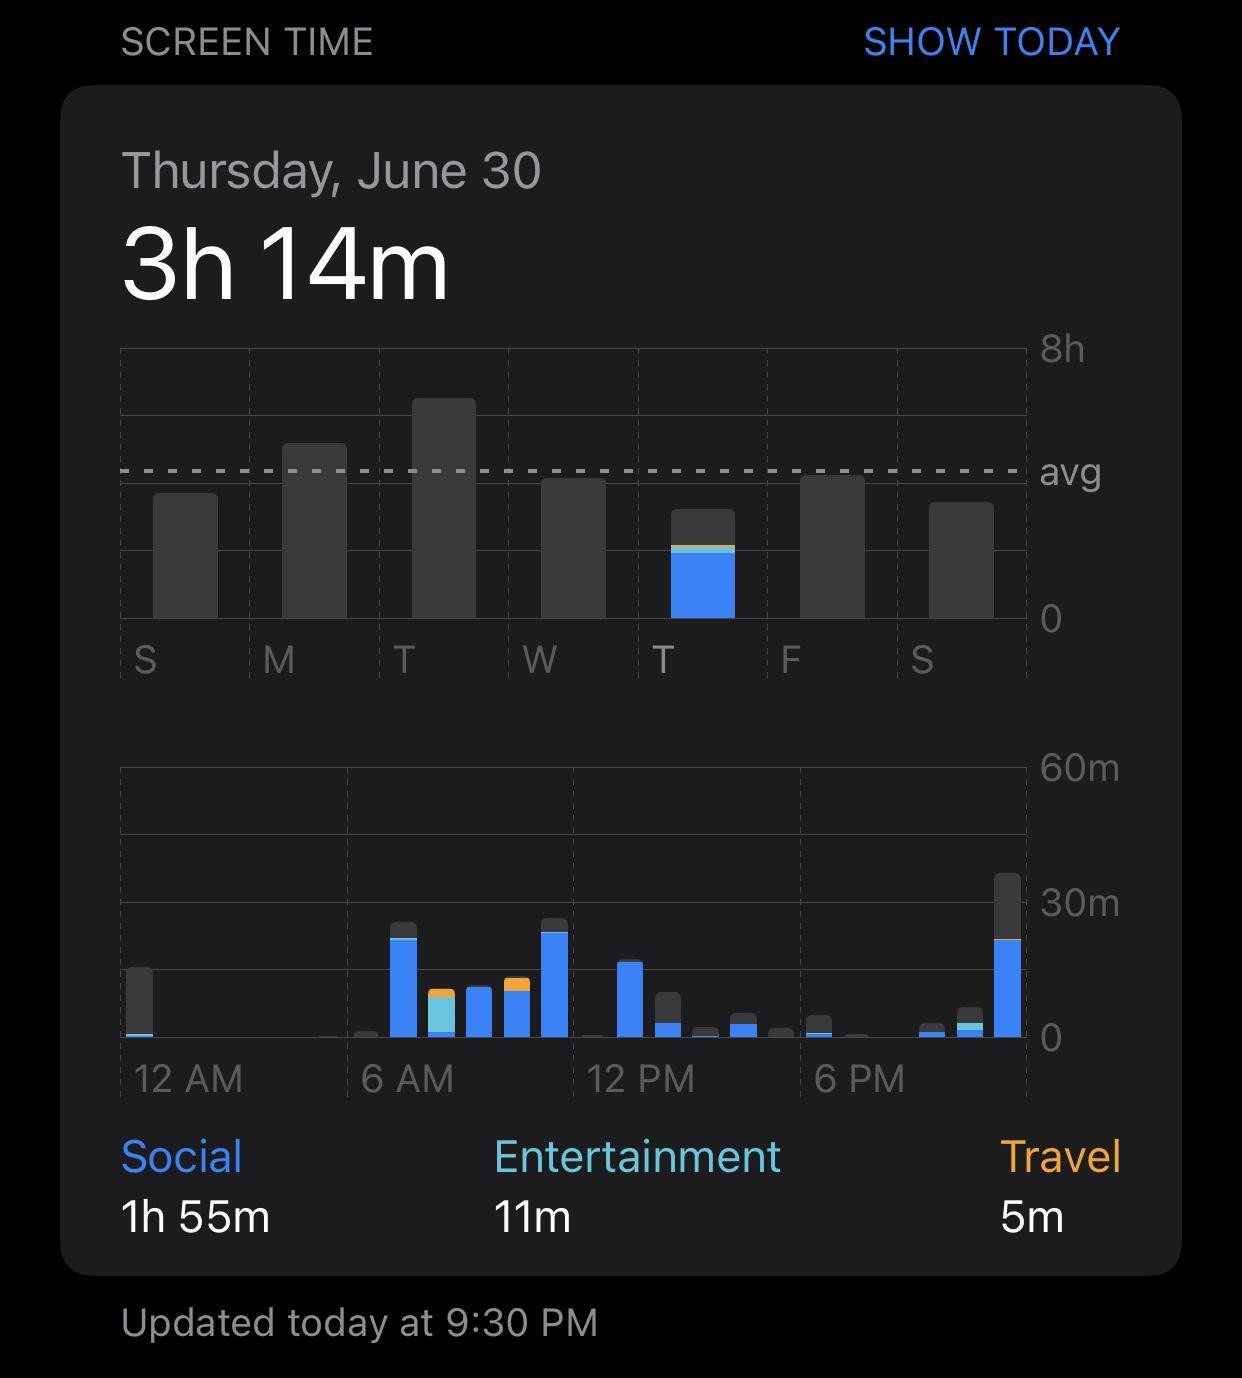 SCREEN TIME SHOW TODAY
Thursday, June 30
3h 14m
8h
avg
0
S M T W T F S
60m
30m
0
12 AM 6 AM 12 PM 6 PM
Social Entertainment Travel
1h 55m 11m 5m
Updated today at 9:30 PM